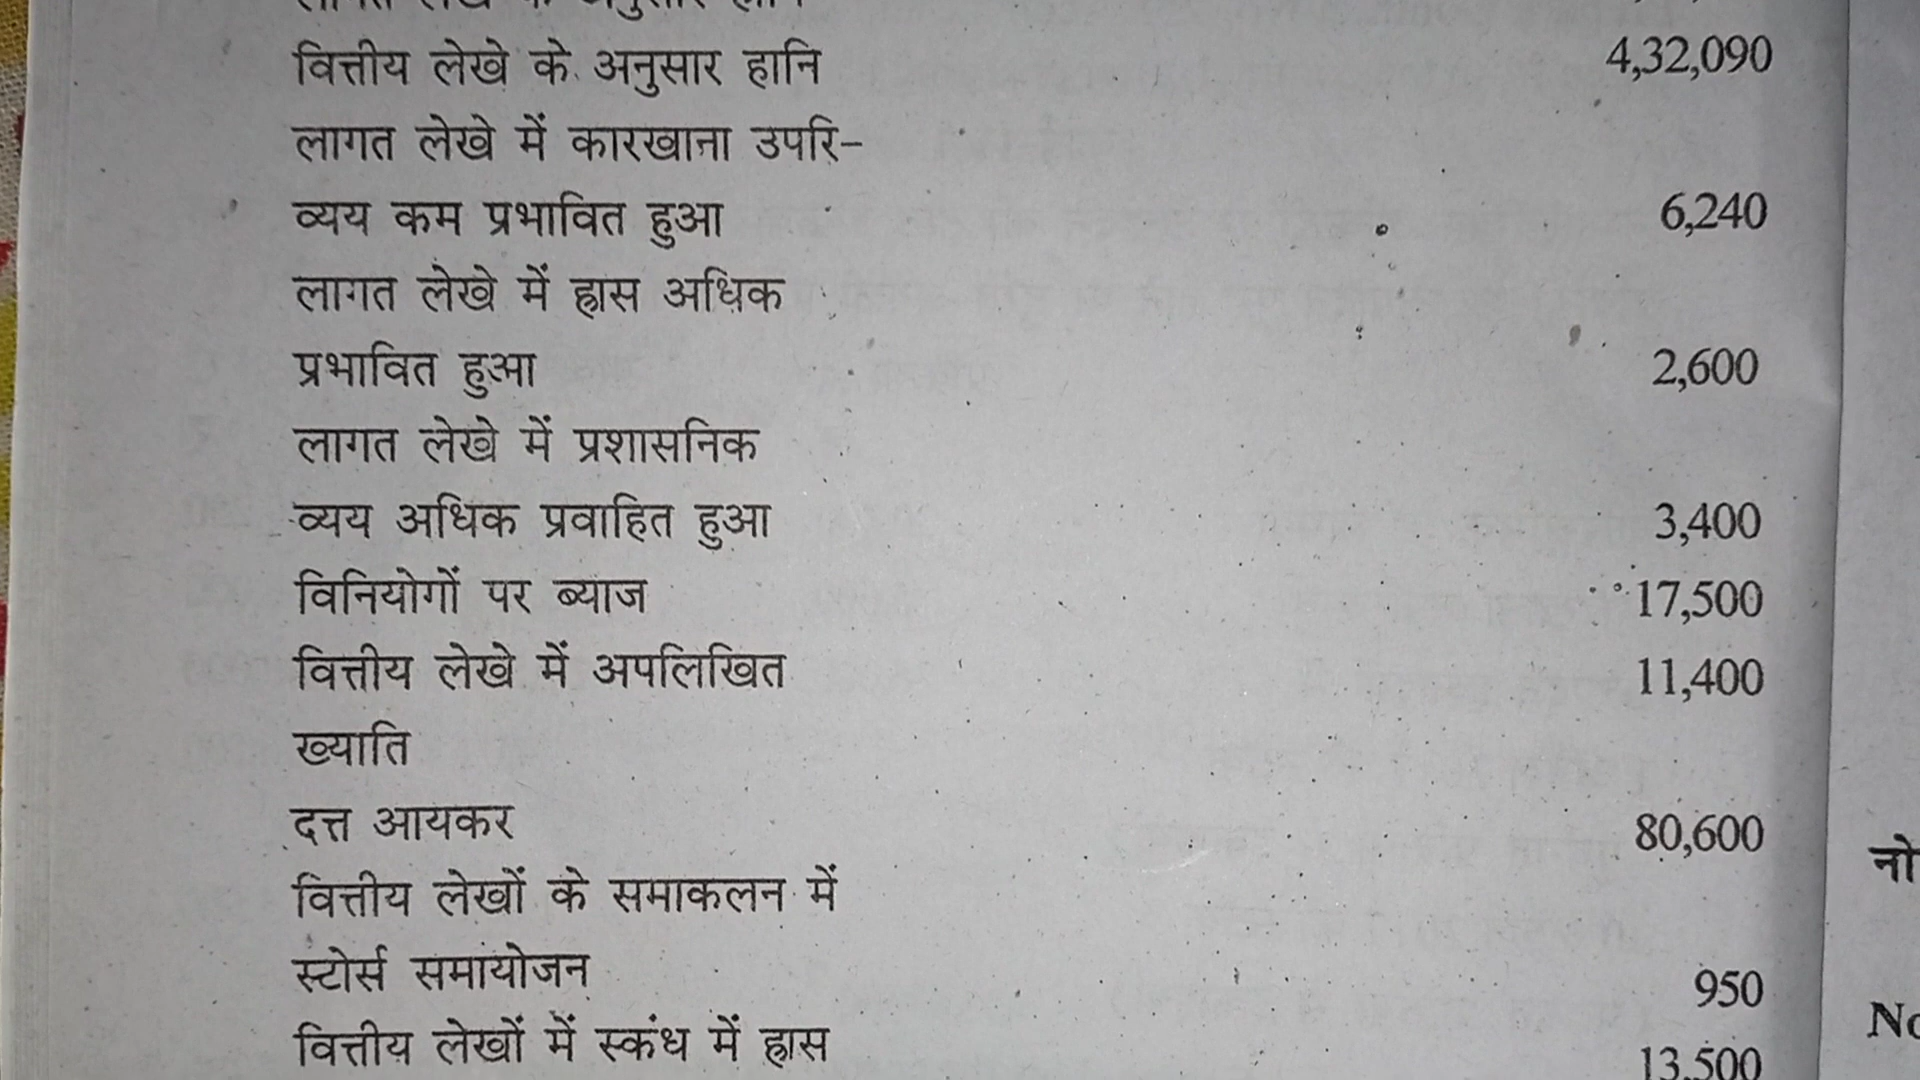 वित्तीय लेखे के अनुसार हानि 4,32,090
लागत लेखे में कारखाना उपरि-
व्यय कम प्रभावित हुआ 6,240
लागत लेखे में ह्रास अधिक
प्रभावित हुआ 2,600
लागत लेखे में प्रशासनिक
व्यय अधिक प्रवाहित हुआ 3,400
विनियोगों पर ब्याज 17,500
वित्तीय लेखे में अपलिखित 11,400
ख्याति
दत्त आयकर 80,600
वित्तीय लेखों के समाकलन में
स्टोर्स समायोजन 950
वित्तीय लेखों में स्कंध में ह्रास 13,500
नो
No